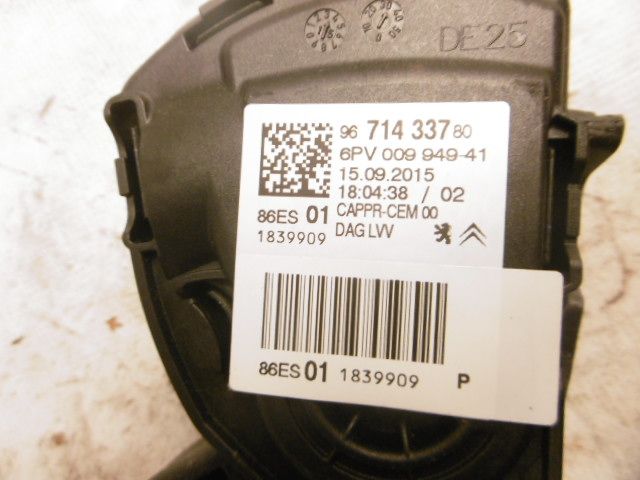 DE25
96 714 337 80
6PV 009 949-41
15.09.2015
18:04:38 / 02
86ES 01 CAPPR-CEM 00
1839909 DAG LVV
86ES 01 1839909 P